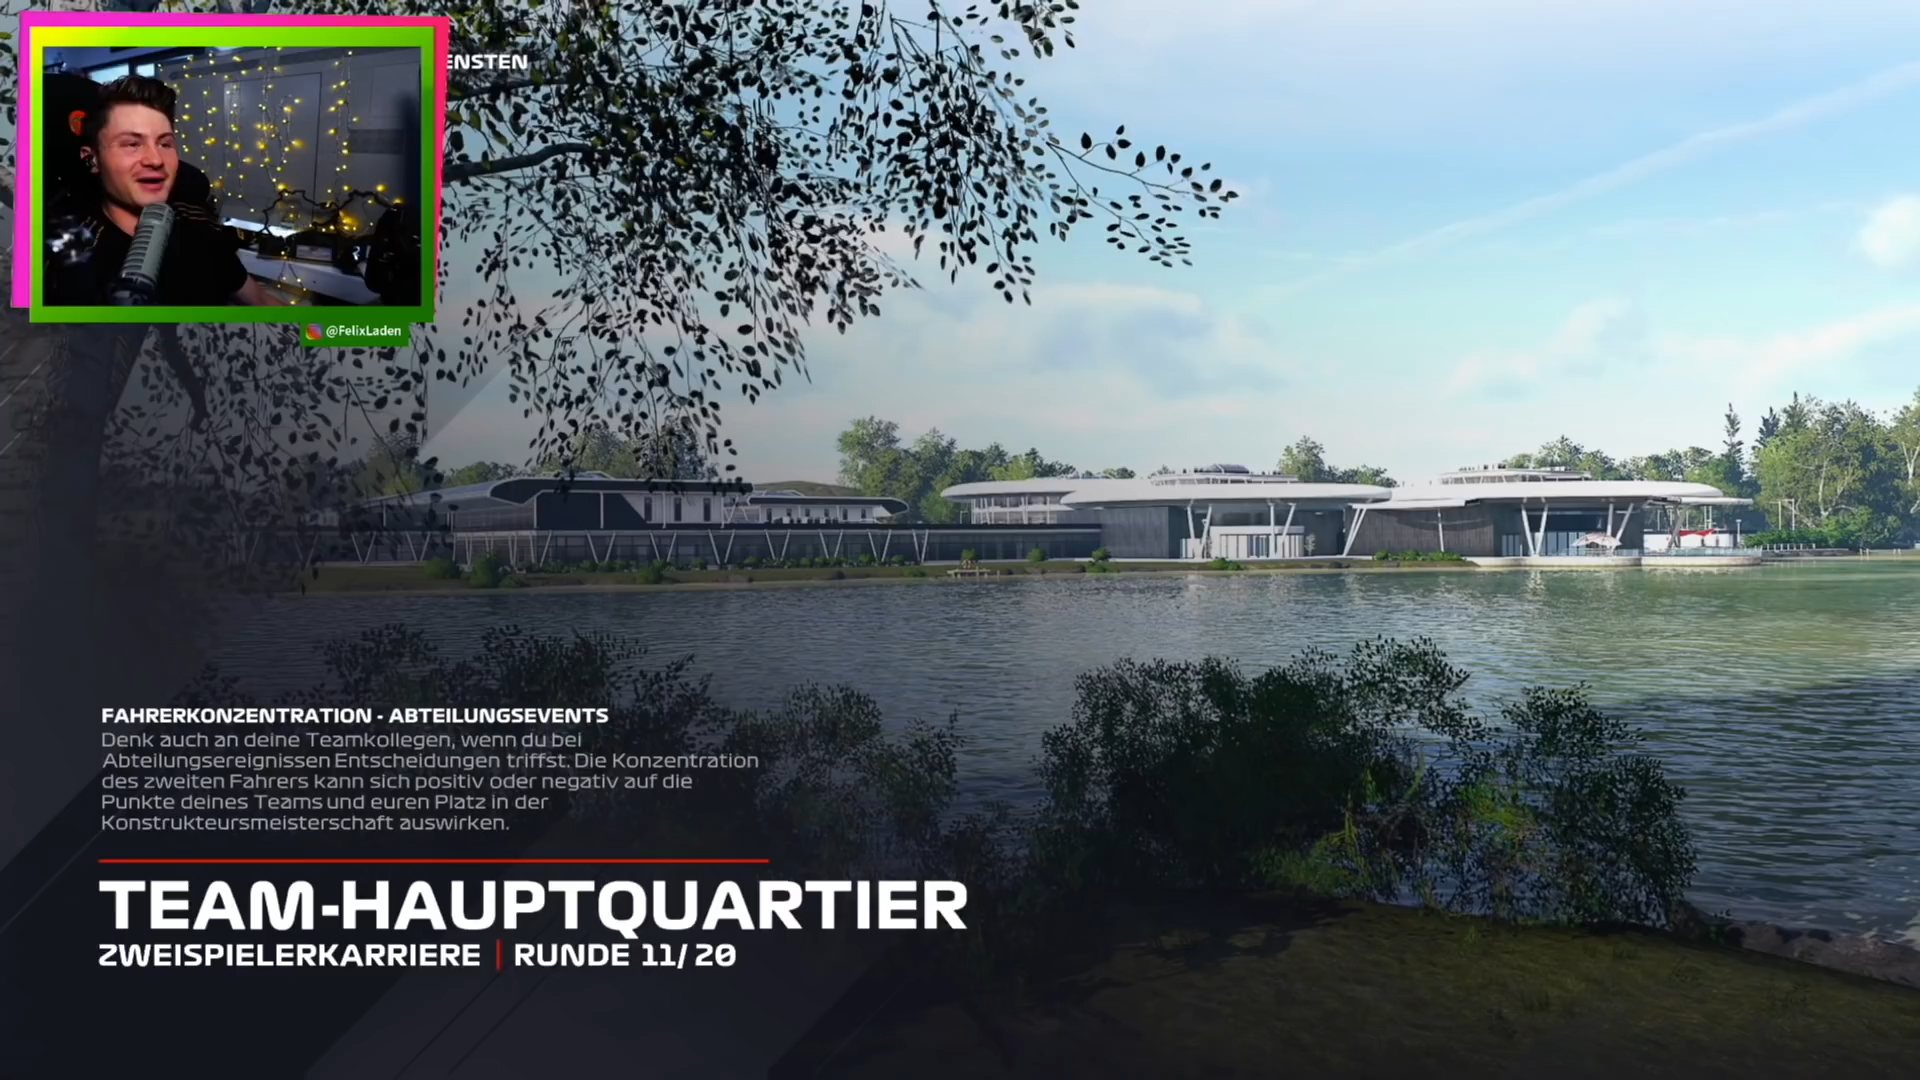 ENSTEN
@FelixLaden
FAHRERKONZENTRATION - ABTEILUNGSEVENTS
Denk auch an deine Teamkollegen, wenn du bei
Abteilungsereignissen Entscheidungen triffst. Die Konzentration
des zweiten Fahrers kann sich positiv oder negativ auf die
Punkte deines Teams und euren Platz in der
Konstrukteursmeisterschaft auswirken.
TEAM-HAUPTQUARTIER
ZWEISPIELERKARRIERE | RUNDE 11/20